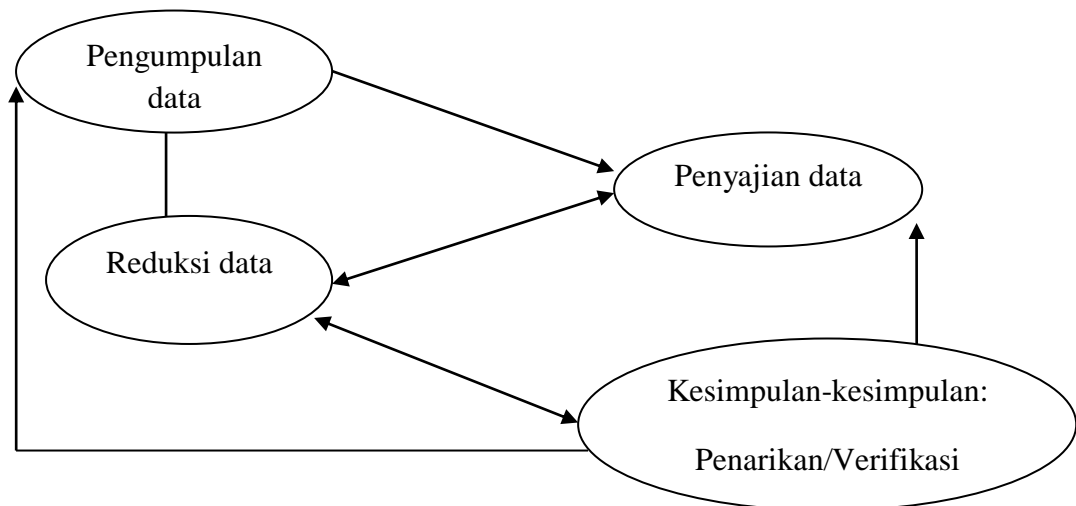 Pengumpulan
data
Penyajian data
Reduksi data
Kesimpulan-kesimpulan:
Penarikan/Verifikasi